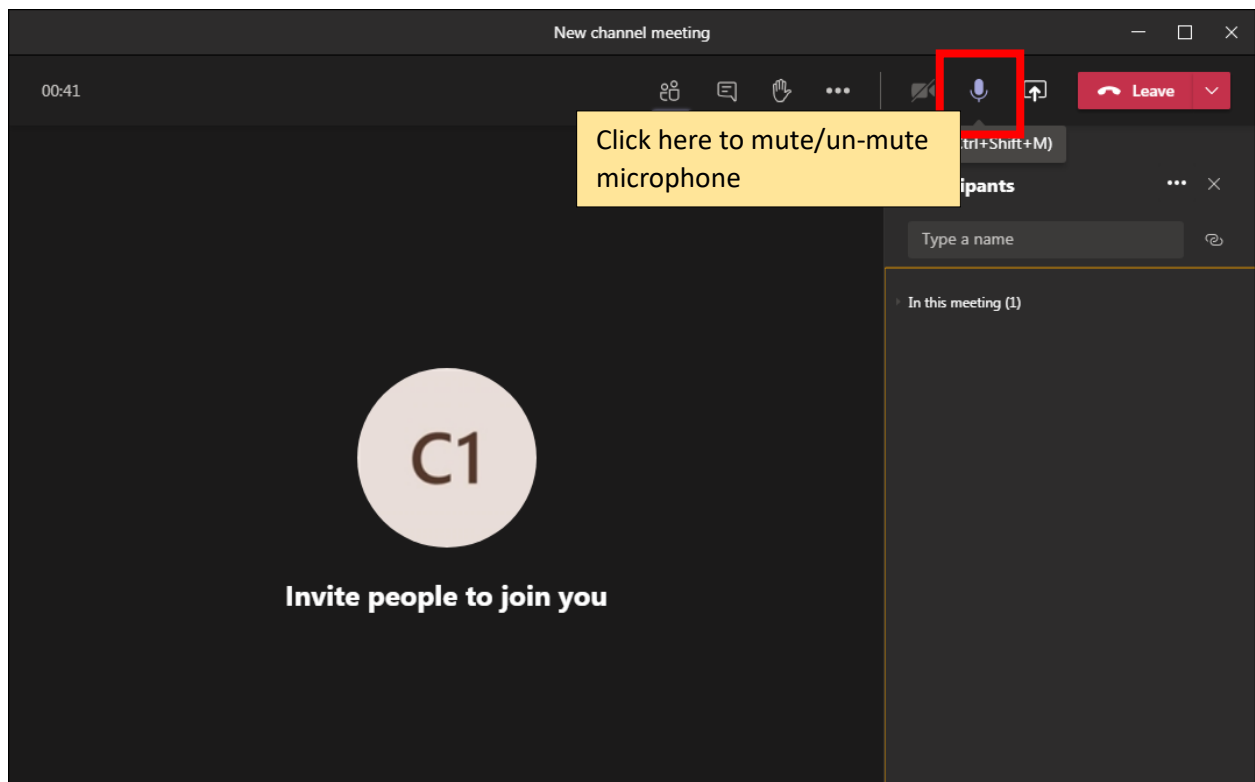 New channel meeting
00:41
Leave
Click here to mute/un-mute
microphone
trl+Shift+M)
ipants
Type a name
In this meeting (1)
C1
Invite people to join you